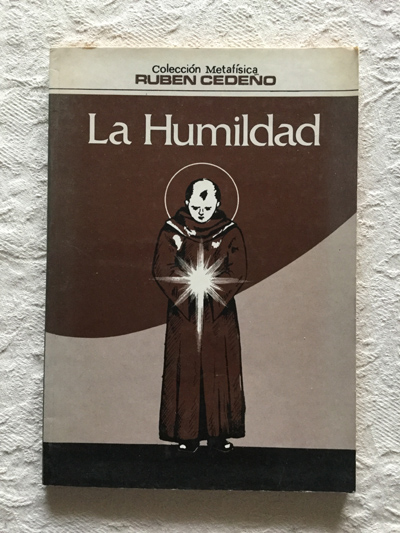 Colección Metafísica
RUBEN CEDEÑO
La Humildad